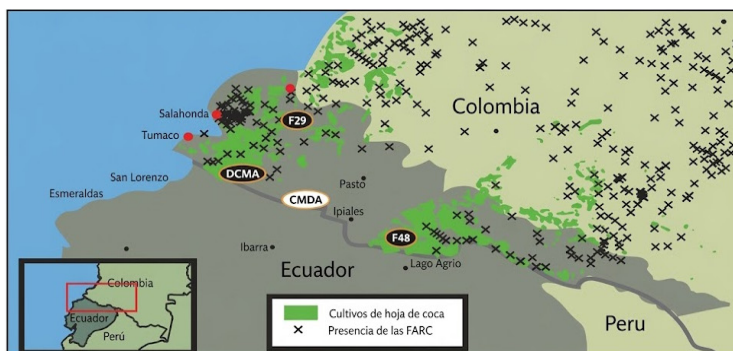 Colombia
Salahonda
F29
Tumaco
San Lorenzo
DCMA
Pasto
Esmeraldas
CMDA
Ipiales
F48
Ibarra
Lago Agrio
Ecuador
Peru
Colombia
Ecuador
Perú
Cultivos de hoja de coca
Presencia de las FARC